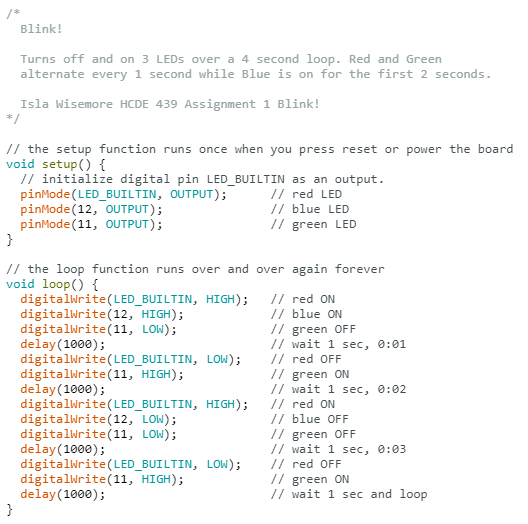 /*
  Blink!

  Turns off and on 3 LEDs over a 4 second loop. Red and Green
  alternate every 1 second while Blue is on for the first 2 seconds.

  Isla Wisemore HCDE 439 Assignment 1 Blink!
*/

// the setup function runs once when you press reset or power the board
void setup() {
  // initialize digital pin LED_BUILTIN as an output.
  pinMode(LED_BUILTIN, OUTPUT);      // red LED
  pinMode(12, OUTPUT);               // blue LED
  pinMode(11, OUTPUT);               // green LED
}

// the loop function runs over and over again forever
void loop() {
  digitalWrite(LED_BUILTIN, HIGH);   // red ON
  digitalWrite(12, HIGH);            // blue ON
  digitalWrite(11, LOW);             // green OFF
  delay(1000);                       // wait 1 sec, 0:01
  digitalWrite(LED_BUILTIN, LOW);    // red OFF
  digitalWrite(11, HIGH);            // green ON
  delay(1000);                       // wait 1 sec, 0:02
  digitalWrite(LED_BUILTIN, HIGH);   // red ON
  digitalWrite(12, LOW);             // blue OFF
  digitalWrite(11, LOW);             // green OFF
  delay(1000);                       // wait 1 sec, 0:03
  digitalWrite(LED_BUILTIN, LOW);    // red OFF
  digitalWrite(11, HIGH);            // green ON
  delay(1000);                       // wait 1 sec and loop
}